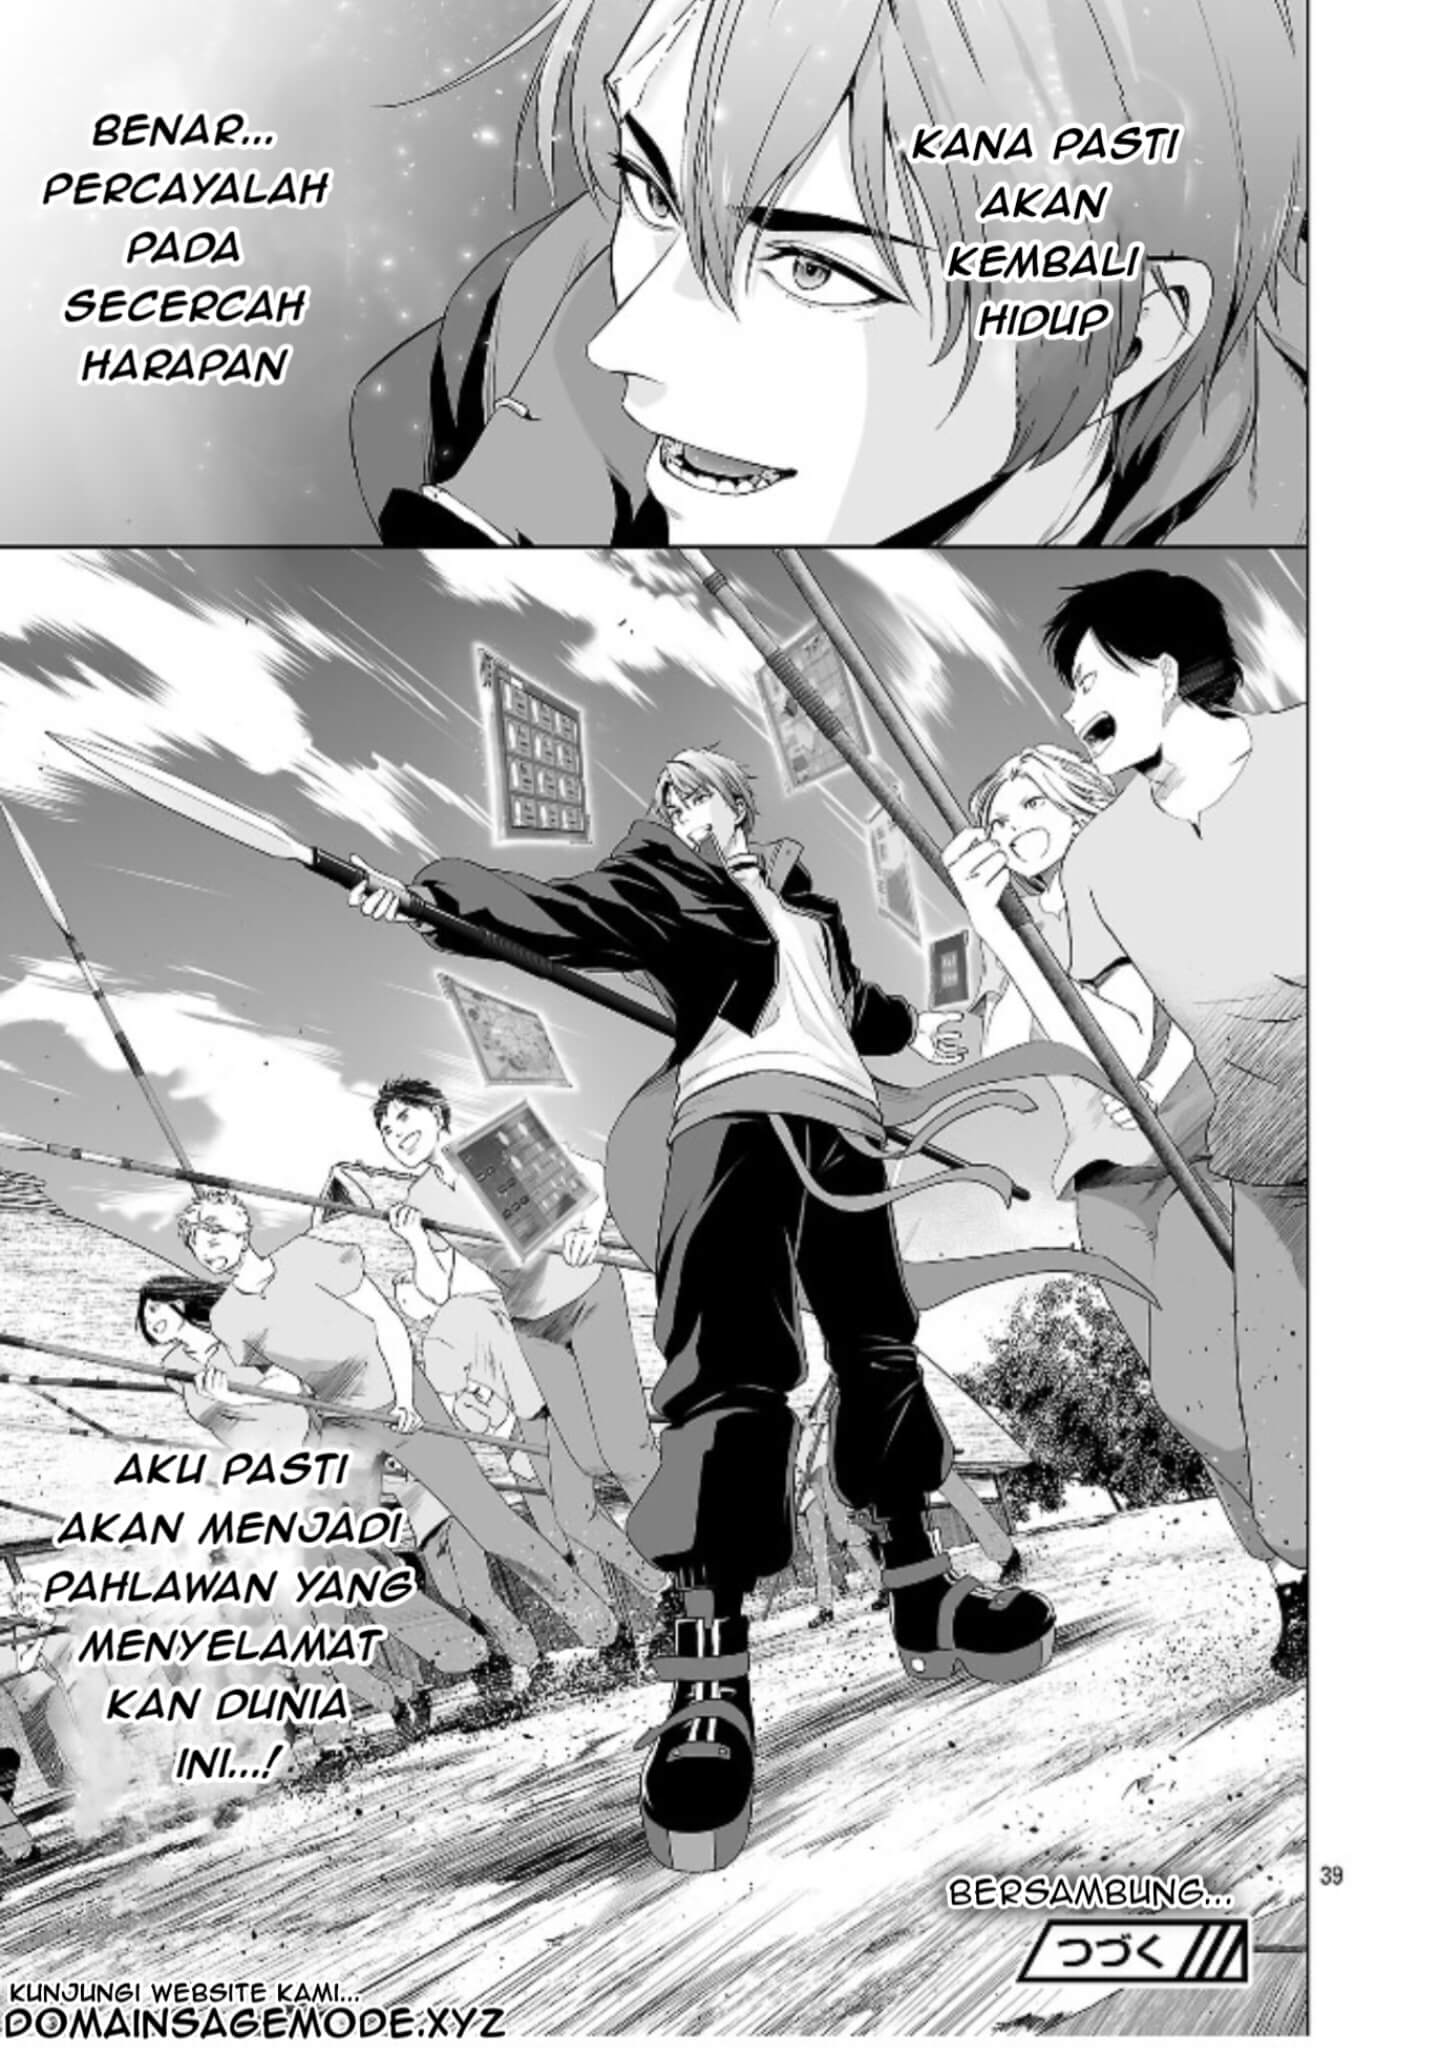 KANA PASTI
AKAN
KEMBALI
HIDUP
BENAR...
PERCAYALAH
PADA
SECERCAH
HARAPAN
AKU PASTI
AKAN MENJADI
PAHLAWAN YANG
MENYELAMAT
KAN DUNIA
INI...!
39
BERSAMBUNG...
つづく
KUNJUNGI WEBSITE KAMI...
DOMAINSAGEMODE.XYZ